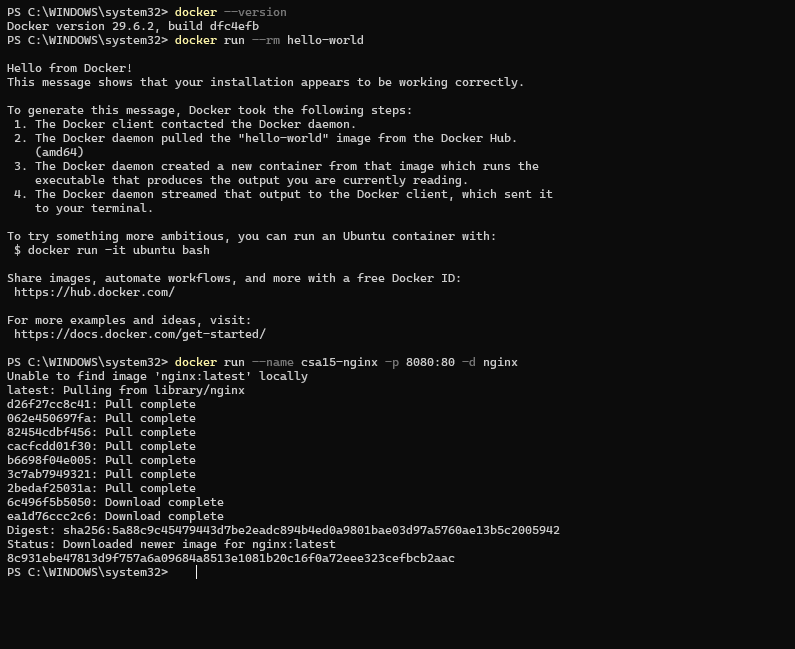 PS C:\WINDOWS\system32> docker --version
Docker version 29.6.2, build dfc4efb
PS C:\WINDOWS\system32> docker run --rm hello-world

Hello from Docker!
This message shows that your installation appears to be working correctly.

To generate this message, Docker took the following steps:
 1. The Docker client contacted the Docker daemon.
 2. The Docker daemon pulled the "hello-world" image from the Docker Hub.
    (amd64)
 3. The Docker daemon created a new container from that image which runs the
    executable that produces the output you are currently reading.
 4. The Docker daemon streamed that output to the Docker client, which sent it
    to your terminal.

To try something more ambitious, you can run an Ubuntu container with:
 $ docker run -it ubuntu bash

Share images, automate workflows, and more with a free Docker ID:
 https://hub.docker.com/

For more examples and ideas, visit:
 https://docs.docker.com/get-started/

PS C:\WINDOWS\system32> docker run --name csa15-nginx -p 8080:80 -d nginx
Unable to find image 'nginx:latest' locally
latest: Pulling from library/nginx
d26f27cc8c41: Pull complete
062e450697fa: Pull complete
82454cdbf456: Pull complete
cacfcdd01f30: Pull complete
b6698f04e005: Pull complete
3c7ab7949321: Pull complete
2bedaf25031a: Pull complete
6c496f5b5050: Download complete
ea1d76ccc2c6: Download complete
Digest: sha256:5a88c9c45479443d7be2eadc894b4ed0a9801bae03d97a5760ae13b5c2005942
Status: Downloaded newer image for nginx:latest
8c931ebe47813d9f757a6a09684a8513e1081b20c16f0a72eee323cefbcb2aac
PS C:\WINDOWS\system32>